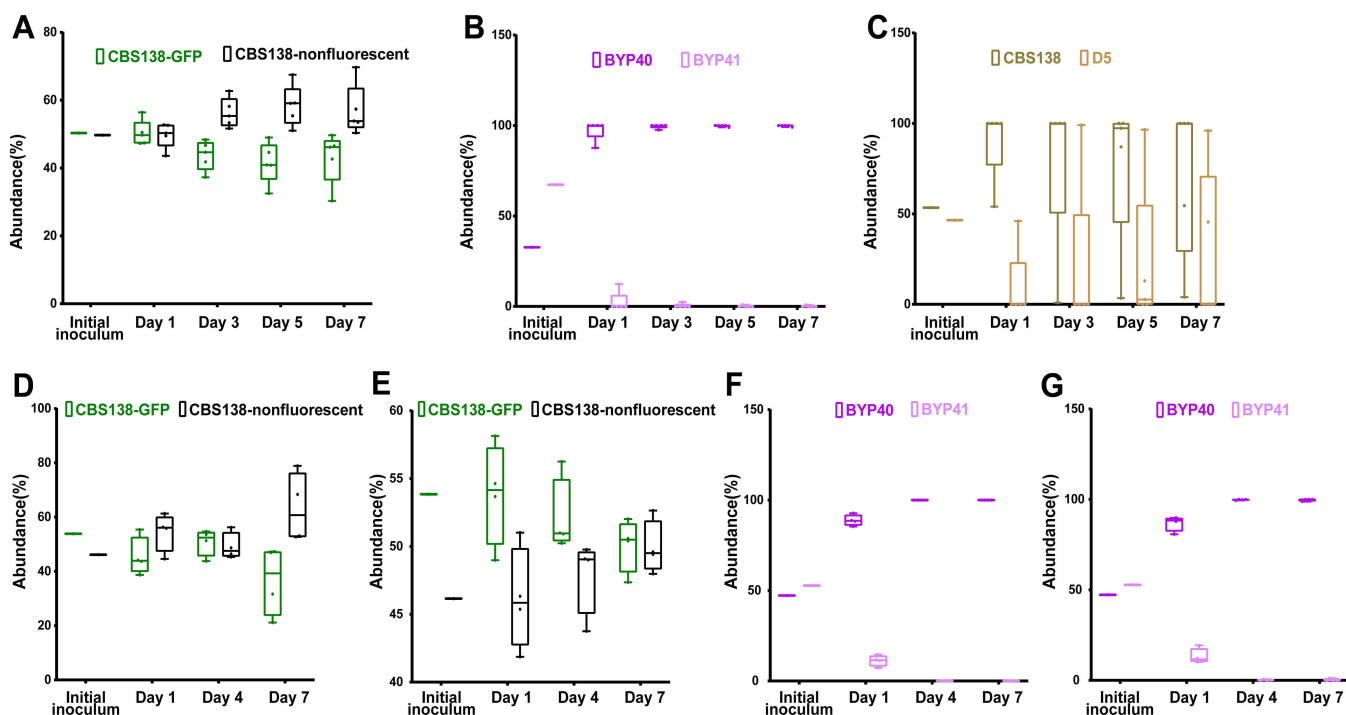 A
CBS138-GFP CBS138-nonfluorescent
Abundance(%)
80
60
40
20
0
Initial inoculum
Day 1 Day 3 Day 5 Day 7
B
BYP40 BYP41
Abundance(%)
150
100
50
0
Initial inoculum
Day 1 Day 3 Day 5 Day 7
C
CBS138 D5
Abundance(%)
150
100
50
0
Initial inoculum
Day 1 Day 3 Day 5 Day 7
D
CBS138-GFP CBS138-nonfluorescent
Abundance(%)
100
80
60
40
20
0
Initial inoculum
Day 1 Day 4 Day 7
E
CBS138-GFP CBS138-nonfluorescent
Abundance(%)
60
55
50
45
40
Initial inoculum
Day 1 Day 4 Day 7
F
BYP40 BYP41
Abundance(%)
150
100
50
0
Initial inoculum
Day 1 Day 4 Day 7
G
BYP40 BYP41
Abundance(%)
150
100
50
0
Initial inoculum
Day 1 Day 4 Day 7